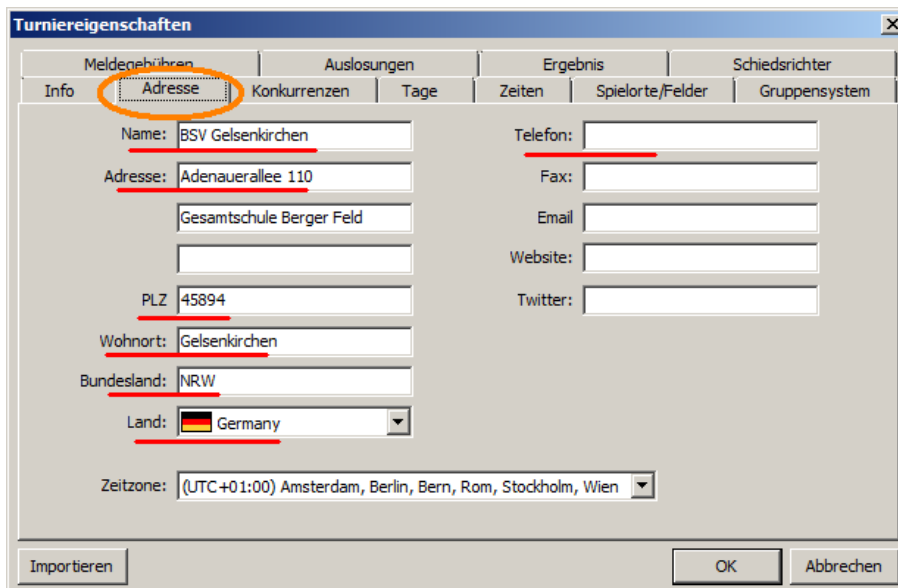 Turniereigenschaften
Meldegebühren Auslosungen Ergebnis Schiedsrichter
Info Adresse Konkurrenzen Tage Zeiten Spielorte/Felder Gruppensystem
Name: BSV Gelsenkirchen Telefon:
Adresse: Adenauerallee 110 Fax:
Gesamtschule Berger Feld Email
Website:
PLZ 45894 Twitter:
Wohnort: Gelsenkirchen
Bundesland: NRW
Land: Germany
Zeitzone: (UTC+01:00) Amsterdam, Berlin, Bern, Rom, Stockholm, Wien
Importieren OK Abbrechen